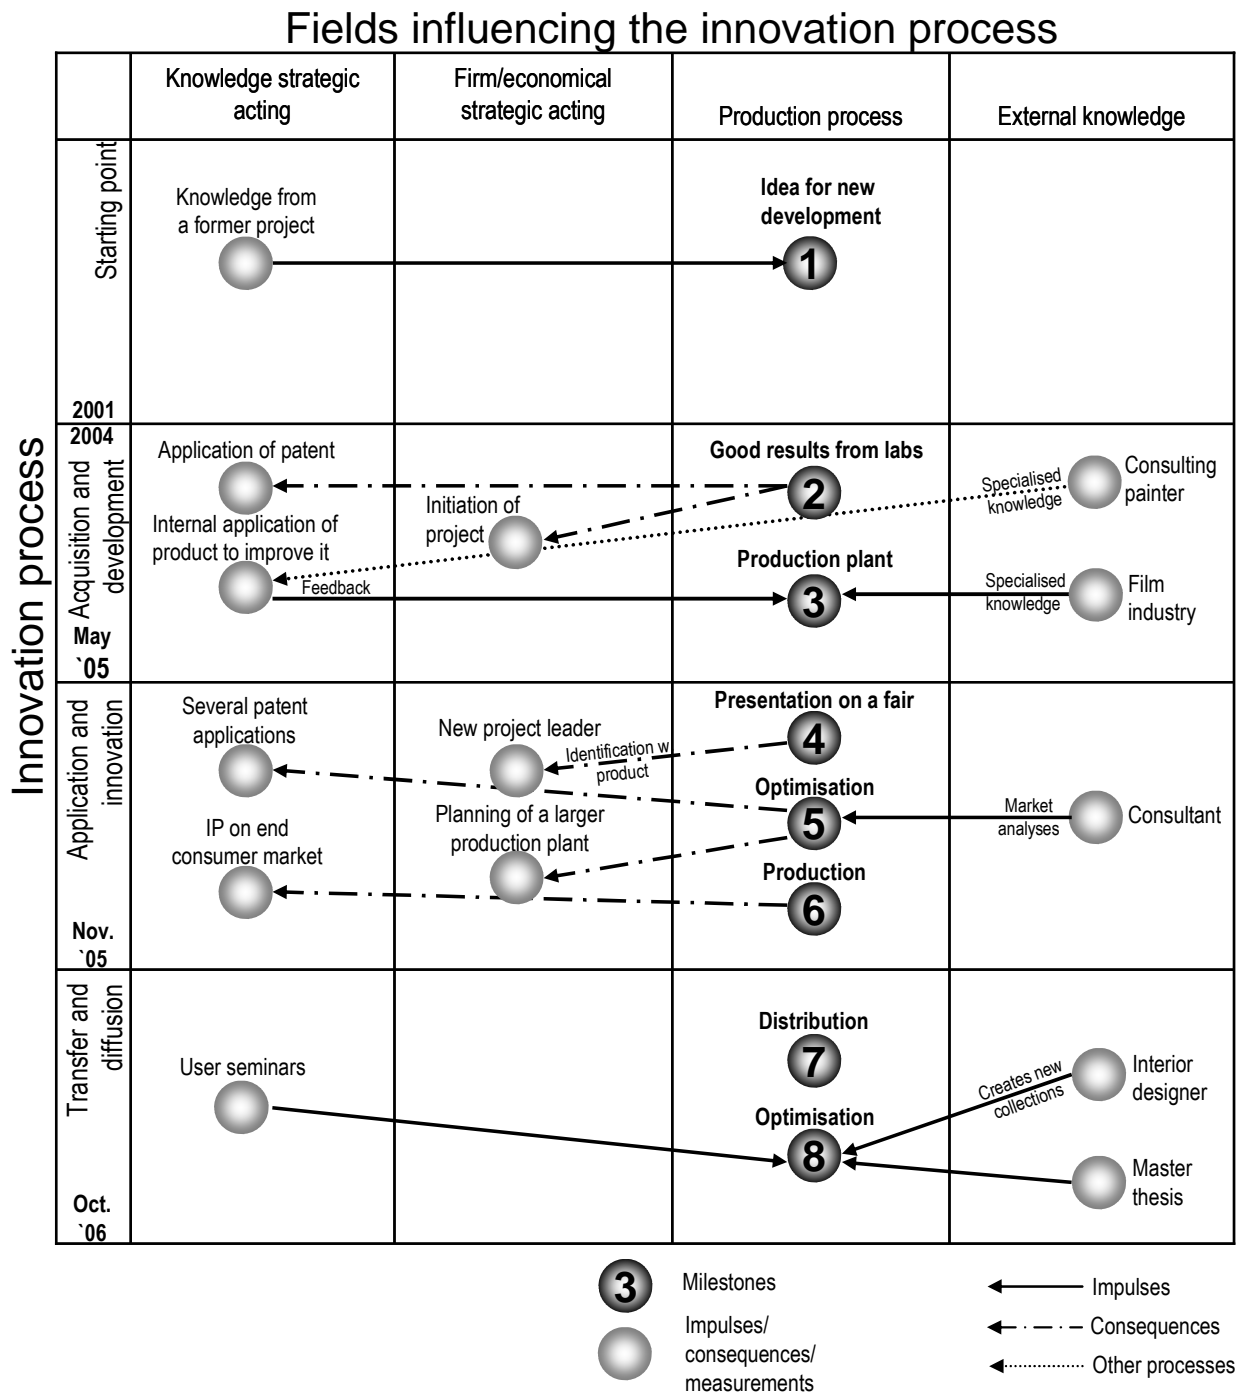 Fields influencing the innovation process
Knowledge strategic
acting
Firm/economical
strategic acting
Production process
External knowledge
Innovation process
Starting point
2001
Knowledge from
a former project
Idea for new
development
1
2004
Acquisition and
development
May
`05
Application of patent
Internal application of
product to improve it
Feedback
Initiation of
project
Good results from labs
2
Production plant
3
Specialised
knowledge
Consulting
painter
Specialised
knowledge
Film
industry
Application and
innovation
Nov.
`05
Several patent
applications
IP on end
consumer market
New project leader
Identification w
product
Planning of a larger
production plant
Presentation on a fair
4
Optimisation
5
Production
6
Market
analyses
Consultant
Transfer and
diffusion
Oct.
`06
User seminars
Distribution
7
Optimisation
8
Creates new
collections
Interior
designer
Master
thesis
3
Milestones
Impulses/
consequences/
measurements
Impulses
Consequences
Other processes